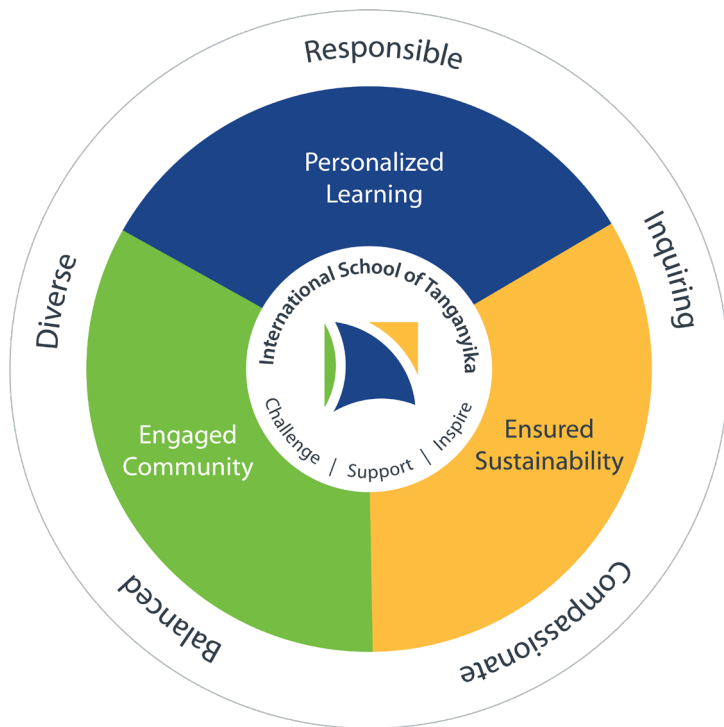 Responsible
Inquiring
Compassionate
Balanced
Diverse
Personalized
Learning
Ensured
Sustainability
Engaged
Community
International School of Tanganyika
Challenge | Support | Inspire